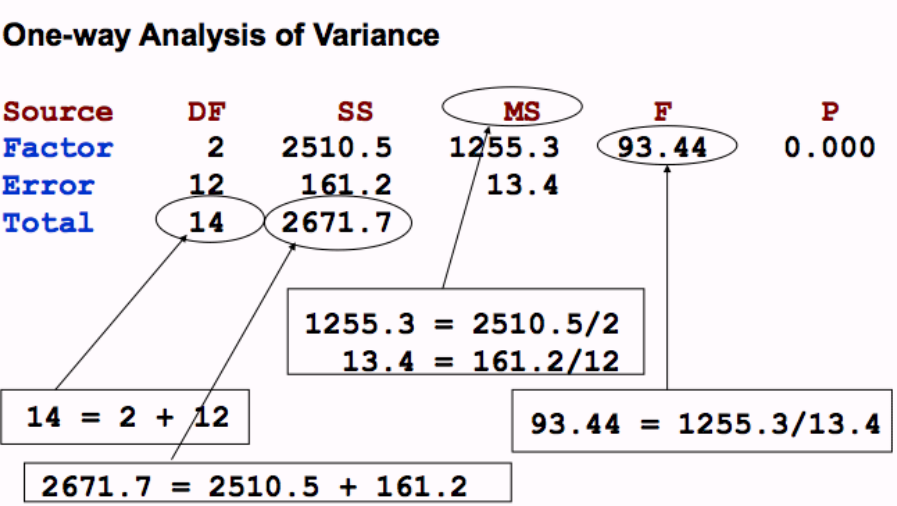 One-way Analysis of Variance
Source DF SS MS F P
Factor 2 2510.5 1255.3 93.44 0.000
Error 12 161.2 13.4
Total 14 2671.7
1255.3 = 2510.5/2
13.4 = 161.2/12
14 = 2 + 12
93.44 = 1255.3/13.4
2671.7 = 2510.5 + 161.2